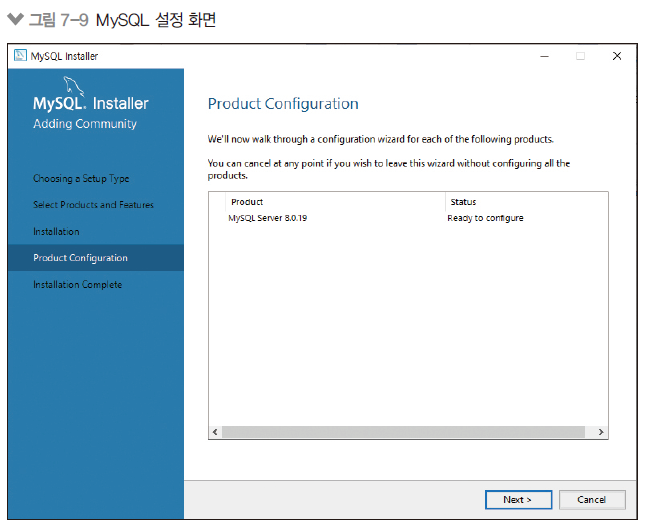 그림 7-9 MySQL 설정 화면
MySQL Installer
MySQL. Installer
Adding Community
Choosing a Setup Type
Select Products and Features
Installation
Product Configuration
Installation Complete
Product Configuration
We'll now walk through a configuration wizard for each of the following products.
You can cancel at any point if you wish to leave this wizard without configuring all the
products.
Product Status
MySQL Server 8.0.19 Ready to configure
Next > Cancel